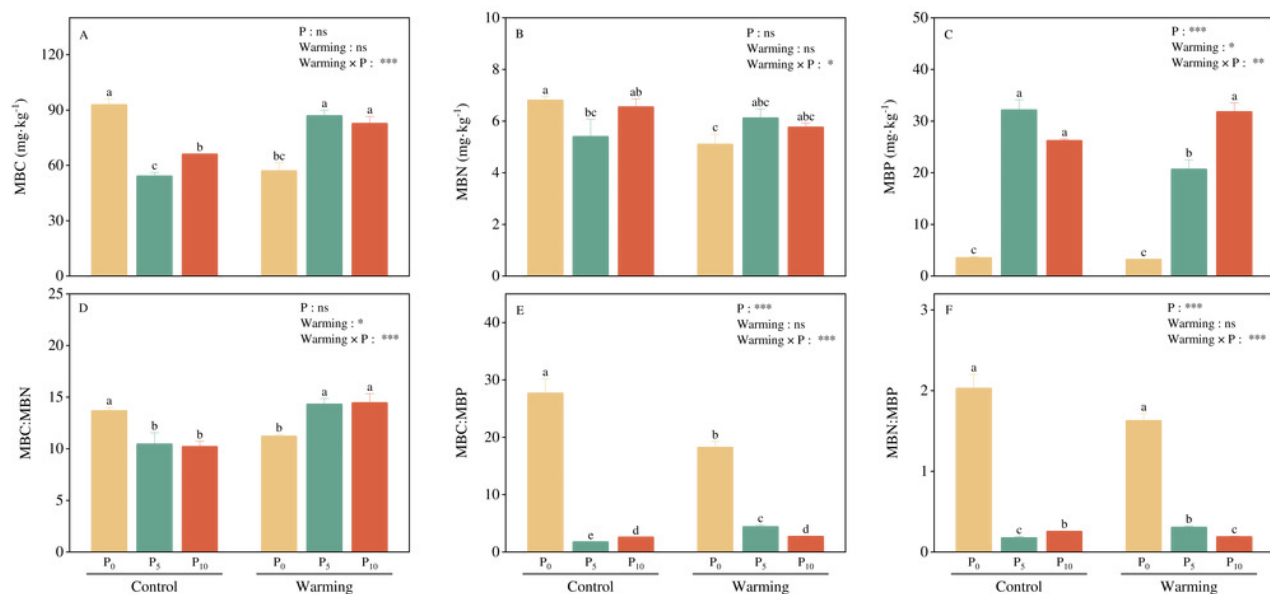 A
P : ns
Warming : ns
Warming × P : ***
MBC (mg·kg⁻¹)
120
90
60
30
0
a
c
b
bc
a
a
B
P : ns
Warming : ns
Warming × P : *
MBN (mg·kg⁻¹)
10
8
6
4
2
0
a
bc
ab
c
abc
abc
C
P : ***
Warming : *
Warming × P : **
MBP (mg·kg⁻¹)
50
40
30
20
10
0
c
a
a
c
b
a
D
P : ns
Warming : *
Warming × P : ***
MBC:MBN
25
20
15
10
5
0
a
b
b
b
a
a
P₀ P₅ P₁₀ P₀ P₅ P₁₀
Control Warming
E
P : ***
Warming : ns
Warming × P : ***
MBC:MBP
40
30
20
10
0
a
e
d
b
c
d
P₀ P₅ P₁₀ P₀ P₅ P₁₀
Control Warming
F
P : ***
Warming : ns
Warming × P : ***
MBN:MBP
3
2
1
0
a
c
b
a
b
c
P₀ P₅ P₁₀ P₀ P₅ P₁₀
Control Warming